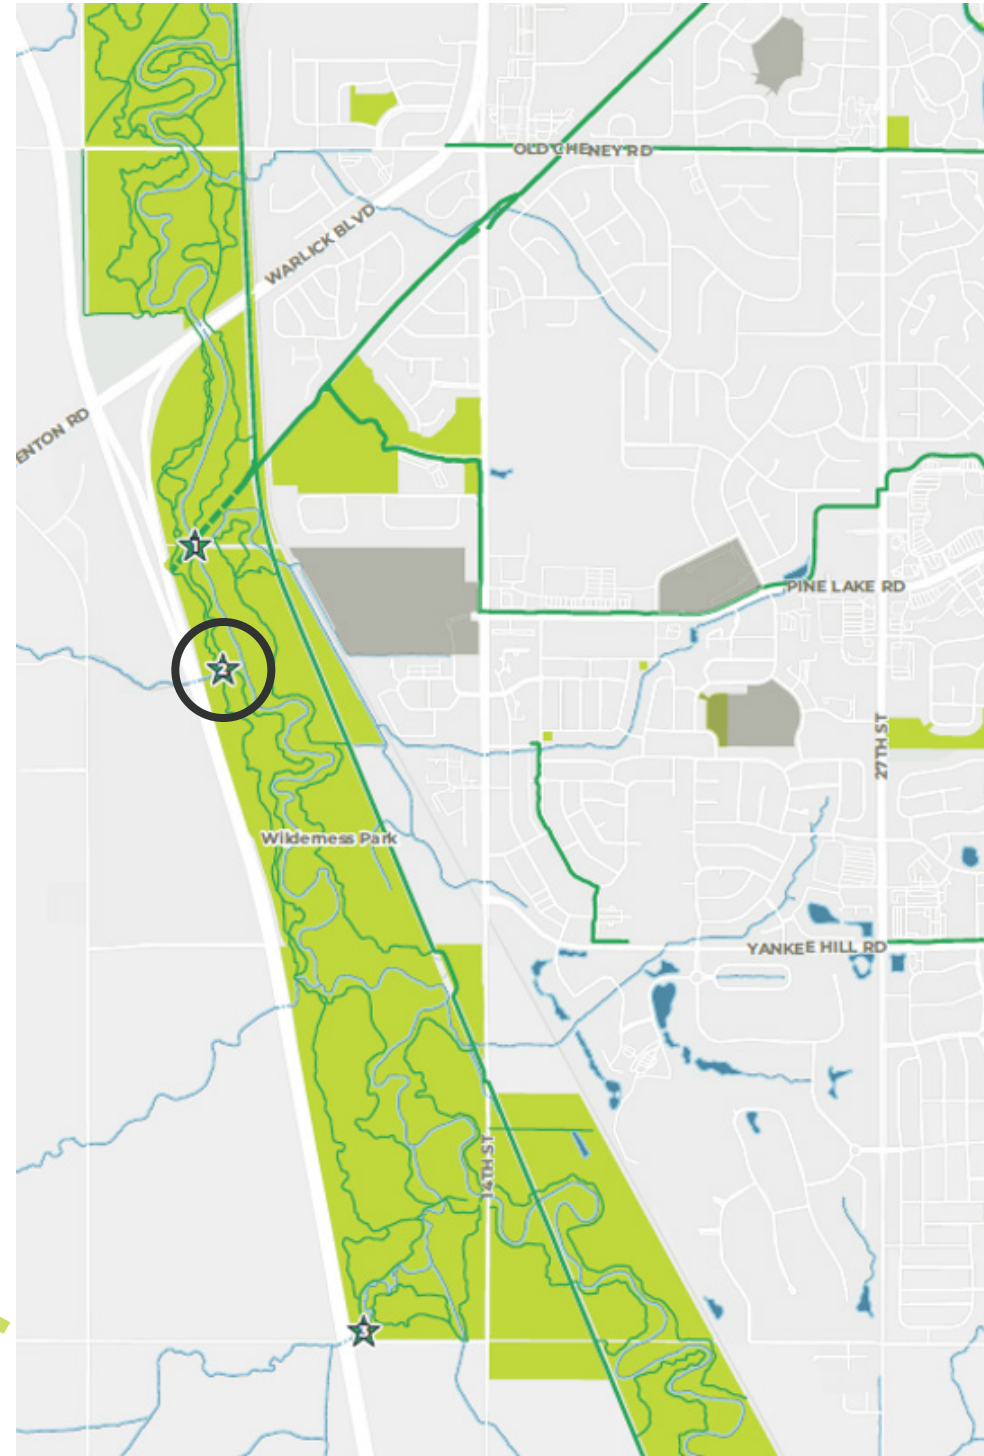 OLD CHENEY RD
WARLICK BLVD
ENTON RD
1
PINE LAKE RD
2
27TH ST
Wilderness Park
YANKEE HILL RD
14TH ST
3